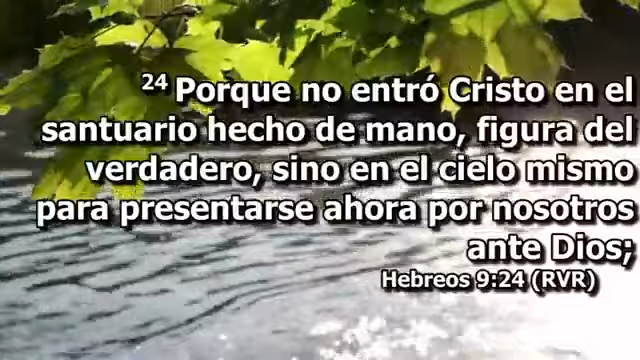 24 Porque no entró Cristo en el
santuario hecho de mano, figura del
verdadero, sino en el cielo mismo
para presentarse ahora por nosotros
ante Dios;
Hebreos 9:24 (RVR)